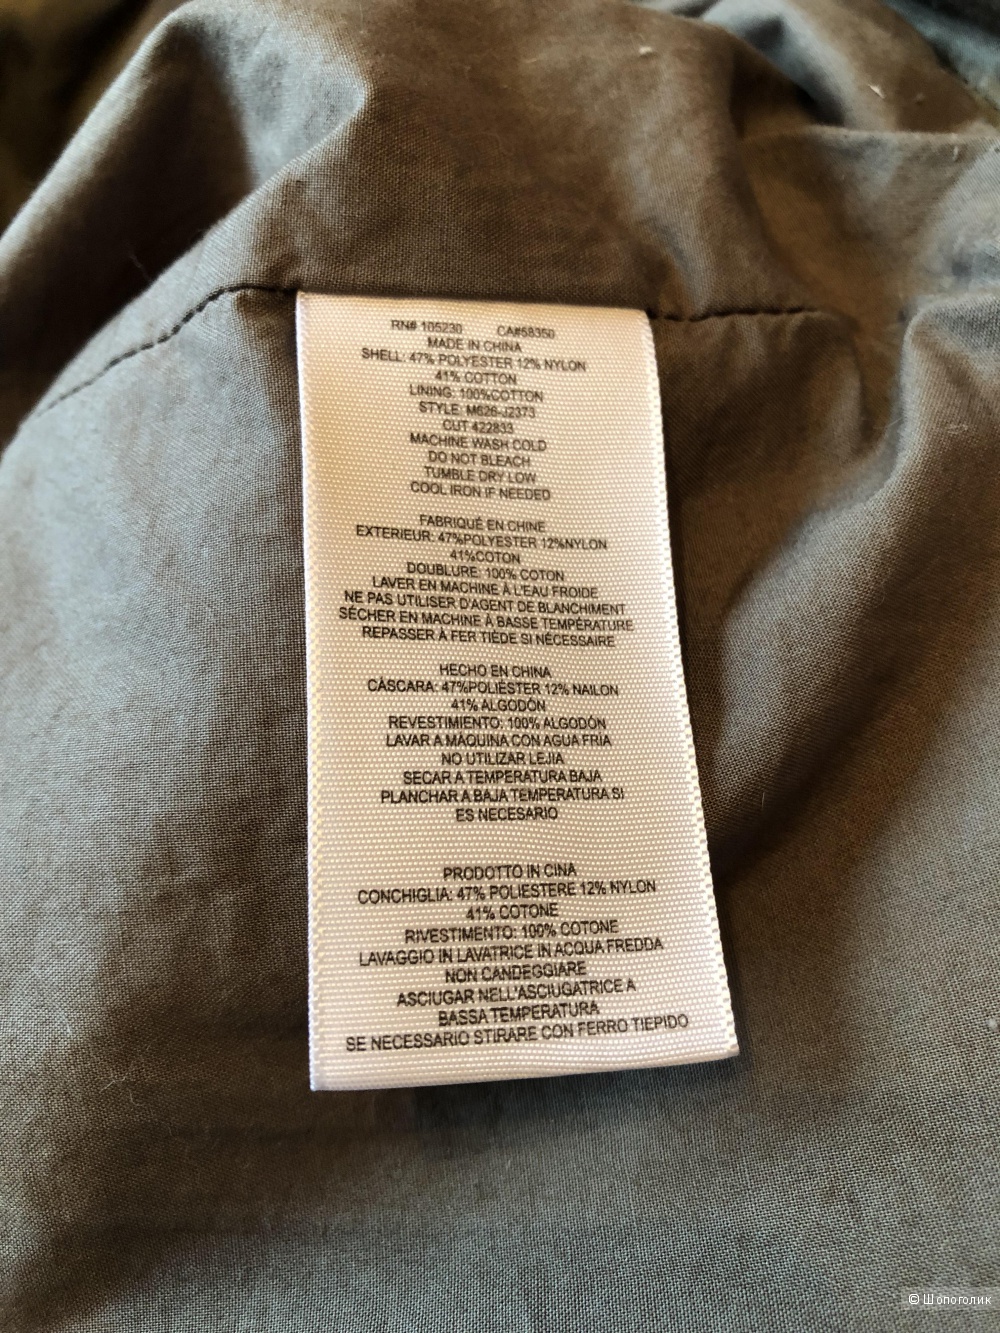 RN# 105230 CA#58350
MADE IN CHINA
SHELL: 47% POLYESTER 12% NYLON
41% COTTON
LINING: 100%COTTON
STYLE: M626-J2373
CUT 422833
MACHINE WASH COLD
DO NOT BLEACH
TUMBLE DRY LOW
COOL IRON IF NEEDED
FABRIQUÉ EN CHINE
EXTERIEUR: 47%POLYESTER 12%NYLON
41%COTON
DOUBLURE: 100% COTON
LAVER EN MACHINE À L'EAU FROIDE
NE PAS UTILISER D'AGENT DE BLANCHIMENT
SÉCHER EN MACHINE À BASSE TEMPÉRATURE
REPASSER À FER TIÈDE SI NÉCESSAIRE
HECHO EN CHINA
CÁSCARA: 47%POLIÉSTER 12% NAILON
41% ALGODÓN
REVESTIMIENTO: 100% ALGODÓN
LAVAR A MÁQUINA CON AGUA FRÍA
NO UTILIZAR LEJIA
SECAR A TEMPERATURA BAJA
PLANCHAR A BAJA TEMPERATURA SI
ES NECESARIO
PRODOTTO IN CINA
CONCHIGLIA: 47% POLIESTERE 12% NYLON
41% COTONE
RIVESTIMENTO: 100% COTONE
LAVAGGIO IN LAVATRICE IN ACQUA FREDDA
NON CANDEGGIARE
ASCIUGAR NELL'ASCIUGATRICE A
BASSA TEMPERATURA
SE NECESSARIO STIRARE CON FERRO TIEPIDO
© Шопоголик